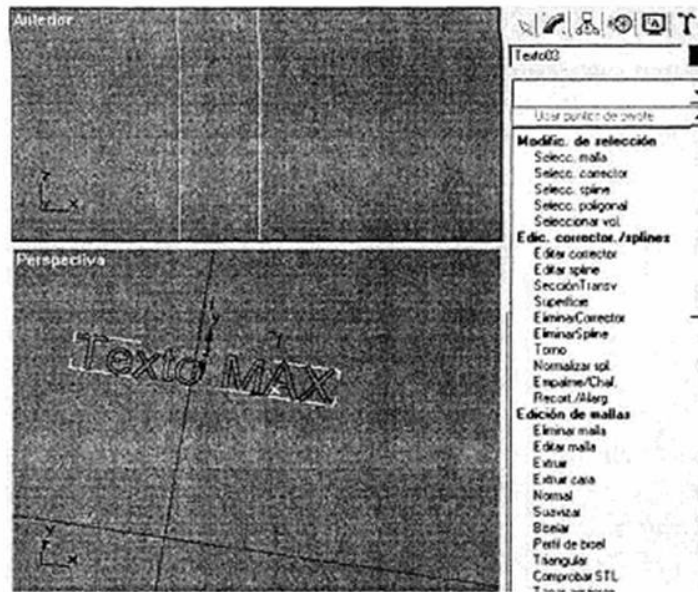 Anterior
Z
X
Perspectiva
Texto MAX
Y
X
Texto03
Usar puntos de pivote
Modific. de selección
Selecc. malla
Selecc. corrector
Selecc. spline
Selecc. poligonal
Seleccionar vol.
Edic. corrector./splines
Editar corrector
Editar spline
SecciónTransv
Superficie
EliminarCorrector
EliminarSpline
Torno
Normalizar spl.
Empalme/Chaf.
Recort./Alarg.
Edición de mallas
Eliminar malla
Editar malla
Extruir
Extruir cara
Normal
Suavizar
Biselar
Perfil de bisel
Triangular
Comprobar STL